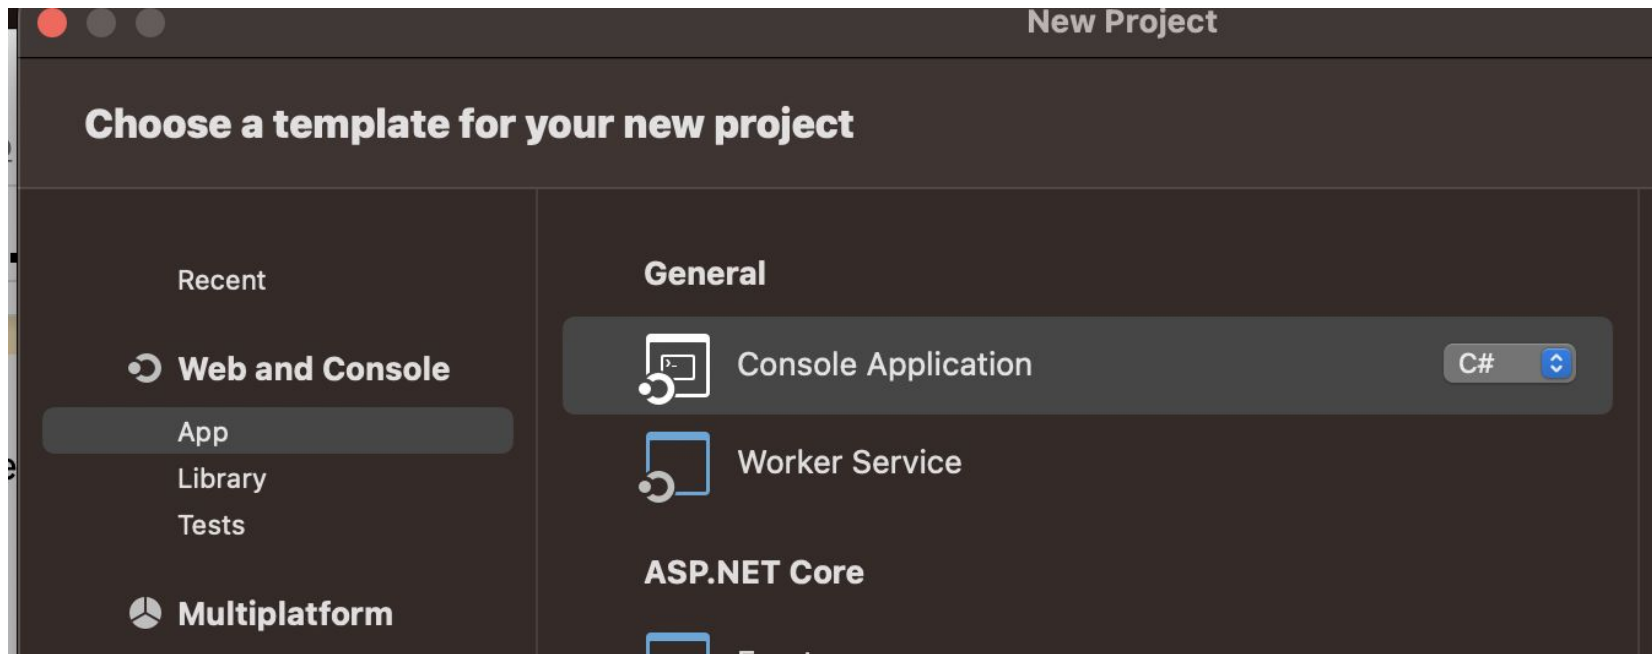 New Project
Choose a template for your new project
Recent
Web and Console
App
Library
Tests
Multiplatform
General
Console Application
C#
Worker Service
ASP.NET Core